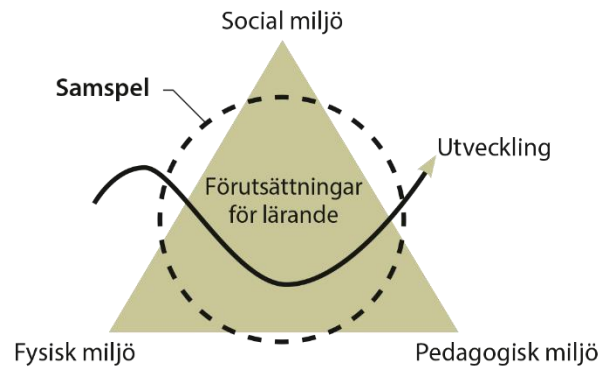 Social miljö
Samspel
Utveckling
Förutsättningar
för lärande
Fysisk miljö
Pedagogisk miljö